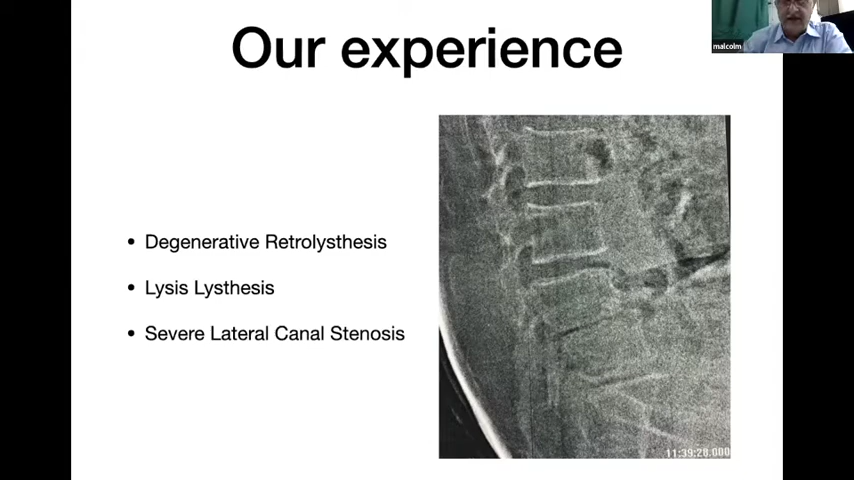 Our experience
malcolm
• Degenerative Retrolysthesis
• Lysis Lysthesis
• Severe Lateral Canal Stenosis
11:39:28.000